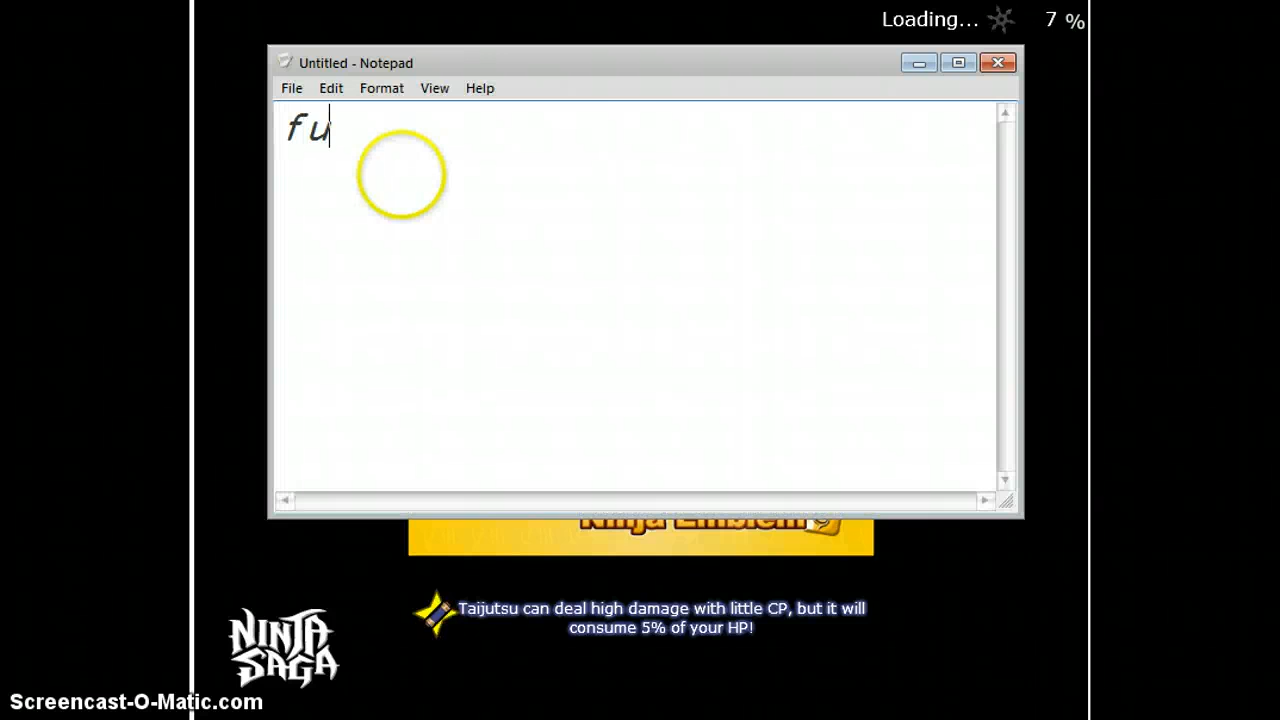 Loading... 7 %
Untitled - Notepad
File Edit Format View Help
fu
Ninja Emblem
Taijutsu can deal high damage with little CP, but it will
consume 5% of your HP!
NINJA
SAGA
Screencast-O-Matic.com